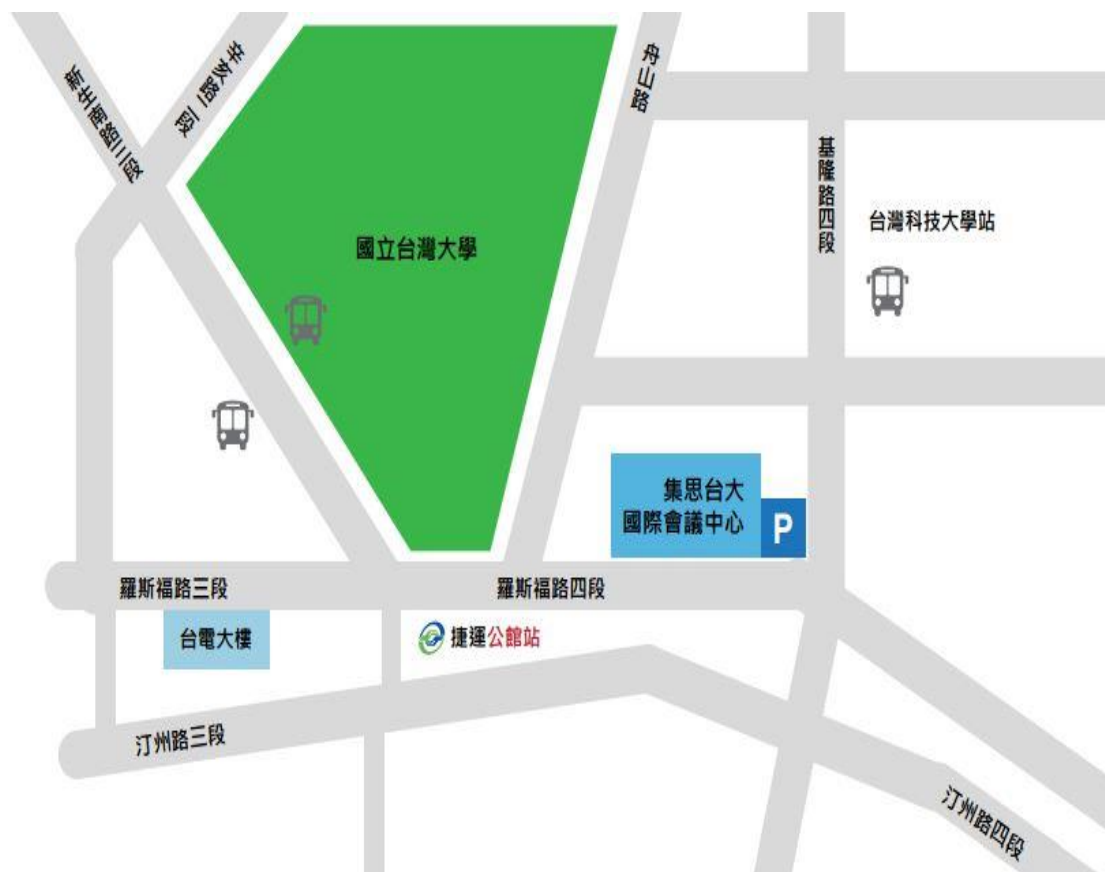 新生南路三段
辛亥路二段
舟山路
基隆路四段
台灣科技大學站
國立台灣大學
集思台大
國際會議中心
P
羅斯福路三段
羅斯福路四段
台電大樓
捷運公館站
汀州路三段
汀州路四段